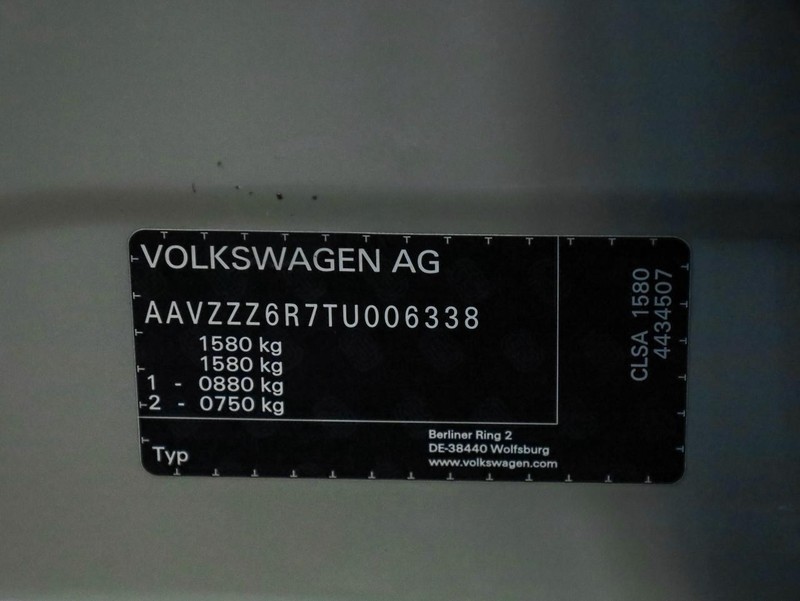 VOLKSWAGEN AG
AAVZZZ6R7TU006338
1580 kg
1580 kg
1 - 0880 kg
2 - 0750 kg
Typ
Berliner Ring 2
DE-38440 Wolfsburg
www.volkswagen.com
CLSA 1580
4434507